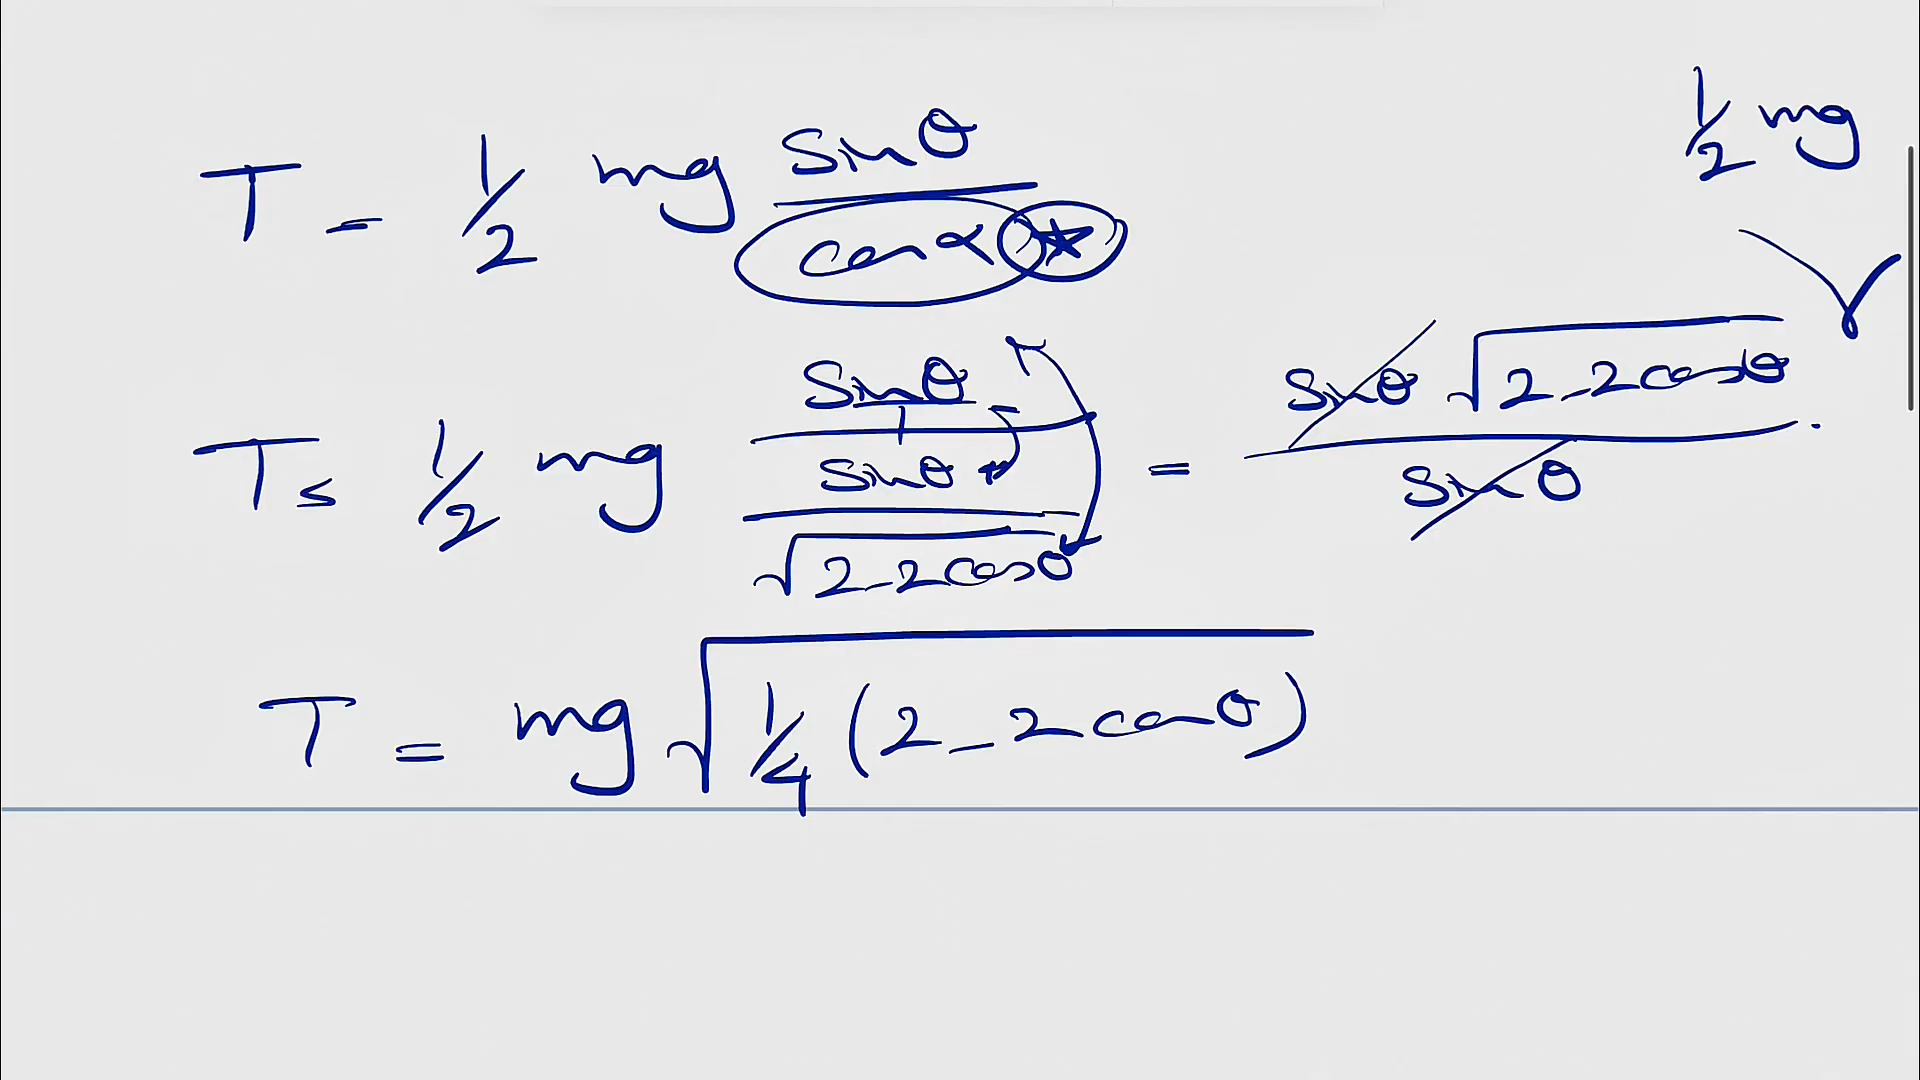 ½ mg
T = ½ mg sinθ / cosα ★
T = ½ mg (sinθ / 1) / (sinθ / √(2 - 2cosθ)) = sinθ √(2 - 2cosθ) / sinθ .
T = mg √(¼ (2 - 2cosθ))